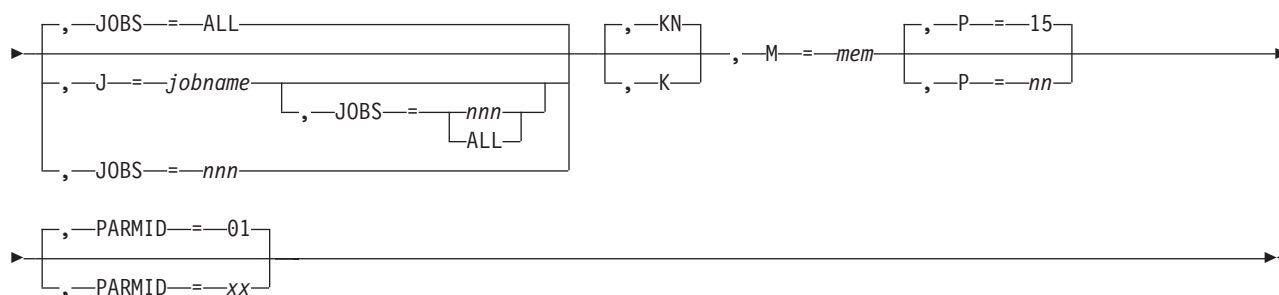 , JOBS = ALL , KN , P = 15
, J = jobname , JOBS = nnn , K , M = mem , P = nn
ALL
, JOBS = nnn
, PARMID = 01
, PARMID = xx